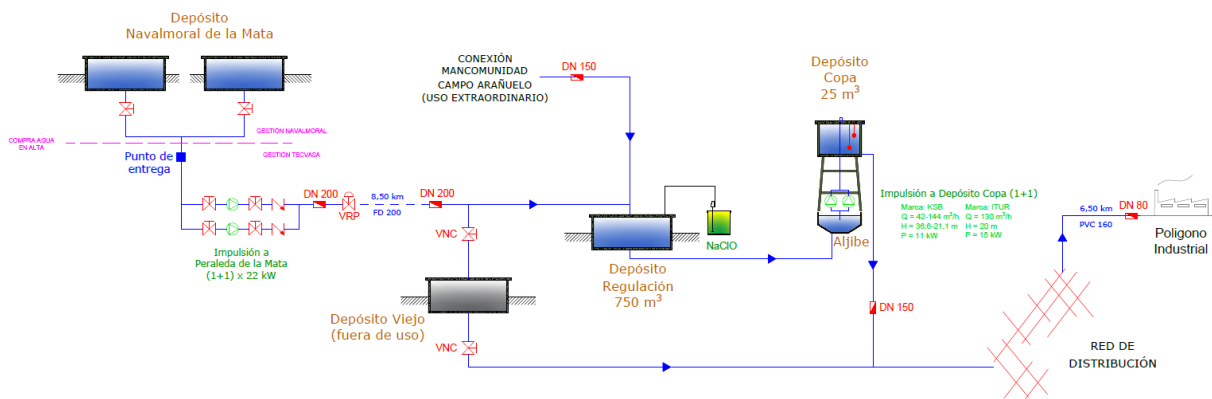 Depósito
Navalmoral de la Mata
COMPRA AGUA
EN ALTA
GESTIÓN NAVALMORAL
GESTIÓN TECVASA
Punto de
entrega
Impulsión a
Peraleda de la Mata
(1+1) x 22 kW
DN 200
VRP
8,50 km
FD 200
DN 200
VNC
Depósito Viejo
(fuera de uso)
VNC
CONEXIÓN
MANCOMUNIDAD
CAMPO ARAÑUELO
(USO EXTRAORDINARIO)
DN 150
NaClO
Depósito
Regulación
750 m³
Depósito
Copa
25 m³
Aljibe
Impulsión a Depósito Copa (1+1)
Marca: KSB Marca: ITUR
Q = 42-144 m³/h Q = 130 m³/h
H = 36,6-21,1 m H = 20 m
P = 11 kW P = 15 kW
DN 150
RED DE
DISTRIBUCIÓN
6,50 km
PVC 160
DN 80
Poligono
Industrial